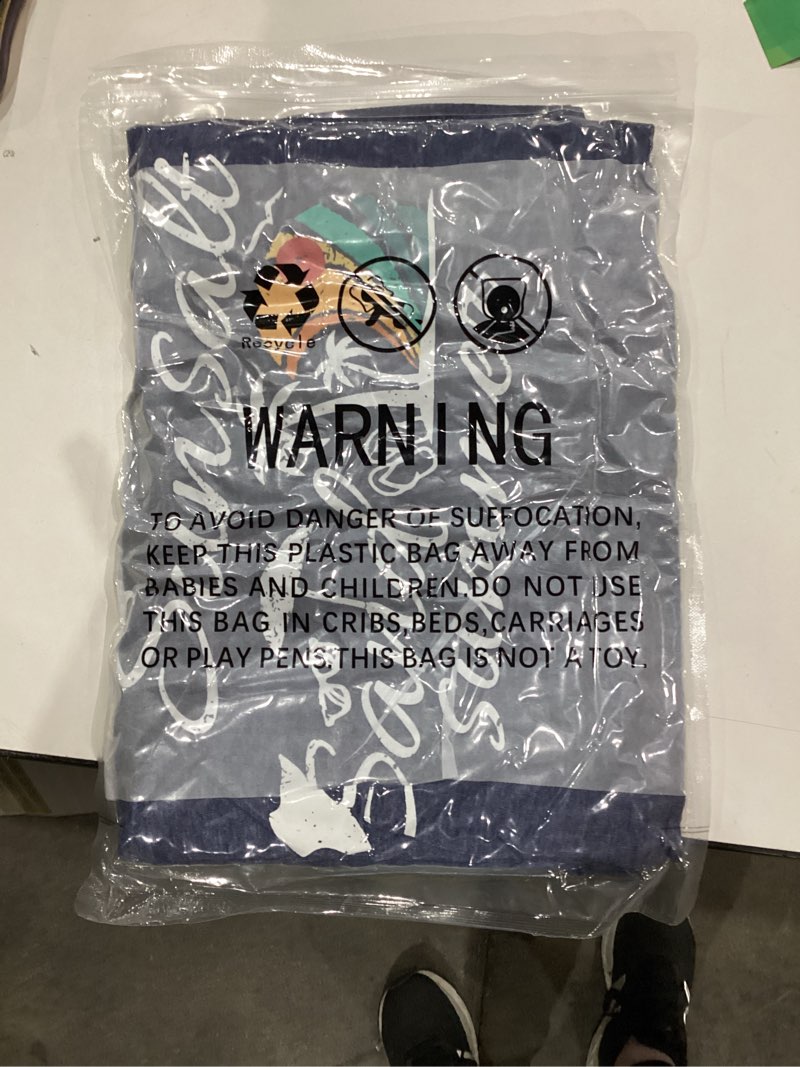 Recycle
WARNING
TO AVOID DANGER OF SUFFOCATION,
KEEP THIS PLASTIC BAG AWAY FROM
BABIES AND CHILDREN.DO NOT USE
THIS BAG IN CRIBS,BEDS,CARRIAGES
OR PLAY PENS.THIS BAG IS NOT A TOY.
Sunsalt